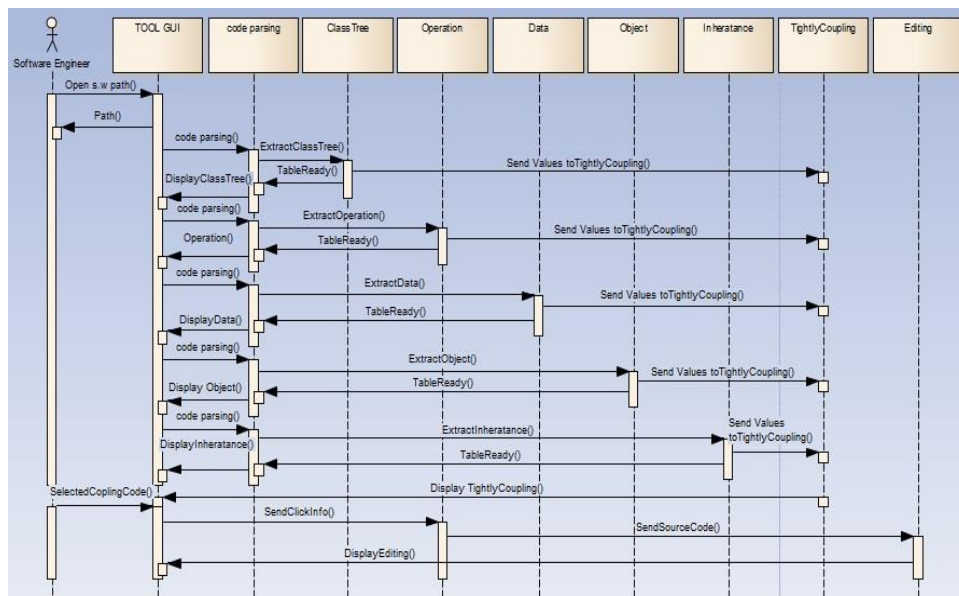 TOOL GUI
code parsing
ClassTree
Operation
Data
Object
Inheratance
TightlyCoupling
Editing
Software Engineer
Open s.w path()
Path()
code parsing()
ExtractClassTree()
Send Values toTightlyCoupling()
TableReady()
DisplayClassTree()
code parsing()
ExtractOperation()
Send Values toTightlyCoupling()
Operation()
TableReady()
code parsing()
ExtractData()
Send Values toTightlyCoupling()
TableReady()
DisplayData()
code parsing()
ExtractObject()
Send Values toTightlyCoupling()
TableReady()
Display Object()
code parsing()
Send Values
toTightlyCoupling()
ExtractInheratance()
DisplayInheratance()
TableReady()
SelectedCoplingCode()
Display TightlyCoupling()
SendClickInfo()
SendSourceCode()
DisplayEditing()